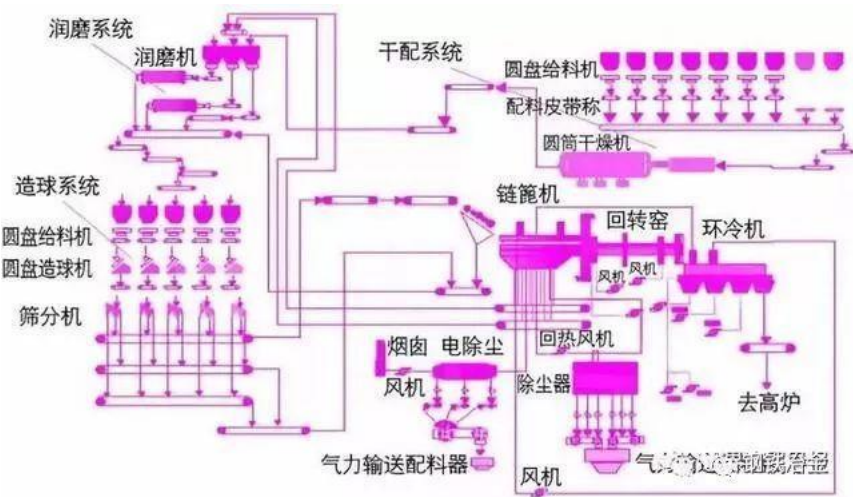 润磨系统
润磨机
干配系统
圆盘给料机
配料皮带称
圆筒干燥机
造球系统
链篦机
回转窑
环冷机
圆盘给料机
圆盘造球机
风机
风机
筛分机
回热风机
烟囱
电除尘
风机
除尘器
去高炉
气力输送配料器
钢铁冶金
风机